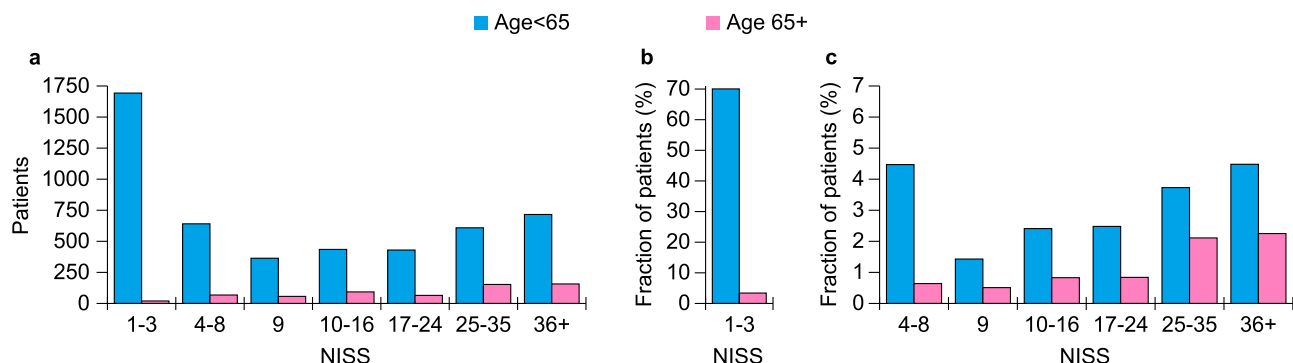 Age<65 Age 65+
a
Patients
1750
1500
1250
1000
750
500
250
0
1-3 4-8 9 10-16 17-24 25-35 36+
NISS
b
Fraction of patients (%)
70
60
50
40
30
20
10
0
1-3
NISS
c
Fraction of patients (%)
7
6
5
4
3
2
1
0
4-8 9 10-16 17-24 25-35 36+
NISS